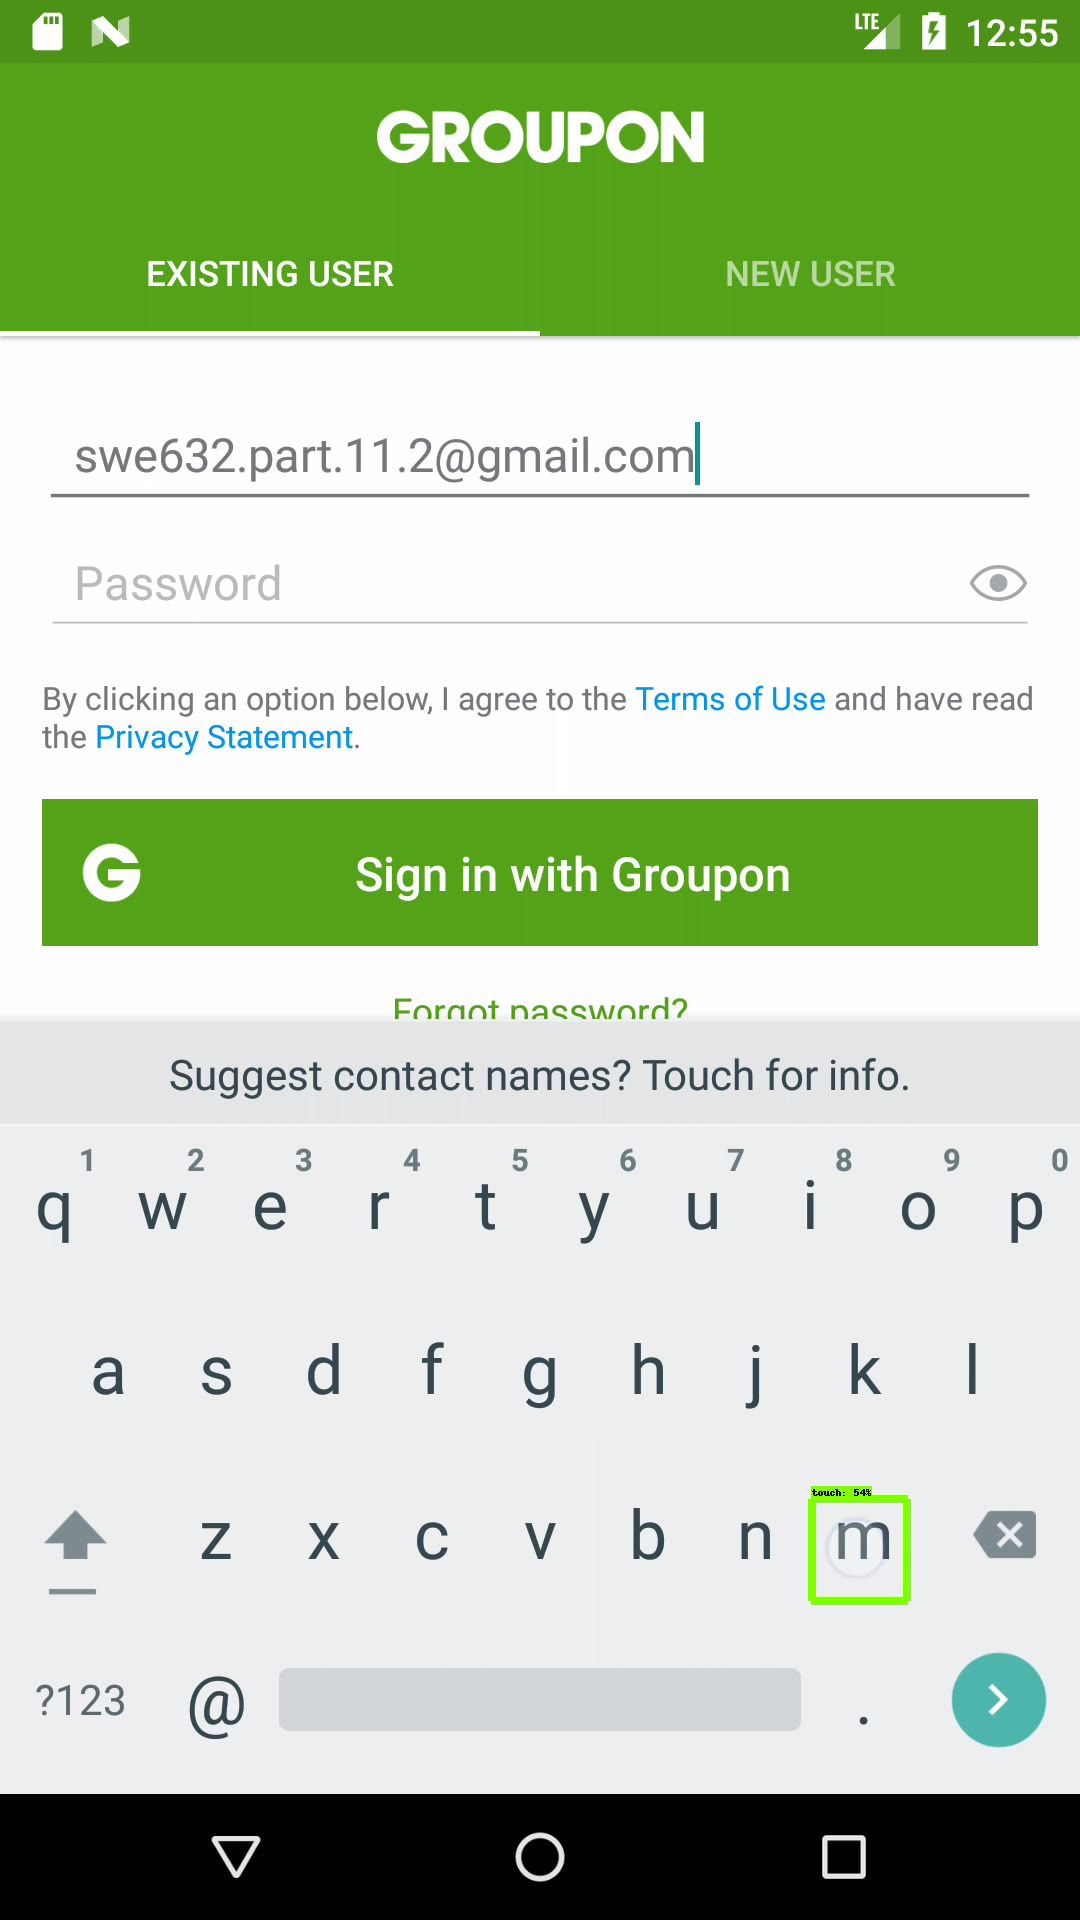 LTE 12:55
GROUPON
EXISTING USER NEW USER
swe632.part.11.2@gmail.com
Password
By clicking an option below, I agree to the Terms of Use and have read
the Privacy Statement.
G Sign in with Groupon
Forgot password?
Suggest contact names? Touch for info.
1 2 3 4 5 6 7 8 9 0
q w e r t y u i o p
a s d f g h j k l
touch: 54%
z x c v b n m
?123 @ .